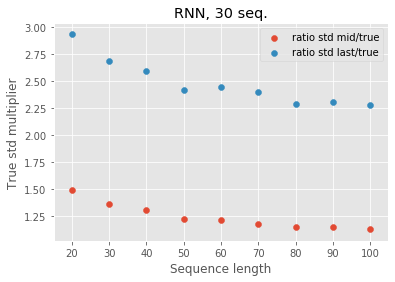 RNN, 30 seq.
ratio std mid/true
ratio std last/true
True std multiplier
3.00
2.75
2.50
2.25
2.00
1.75
1.50
1.25
20 30 40 50 60 70 80 90 100
Sequence length